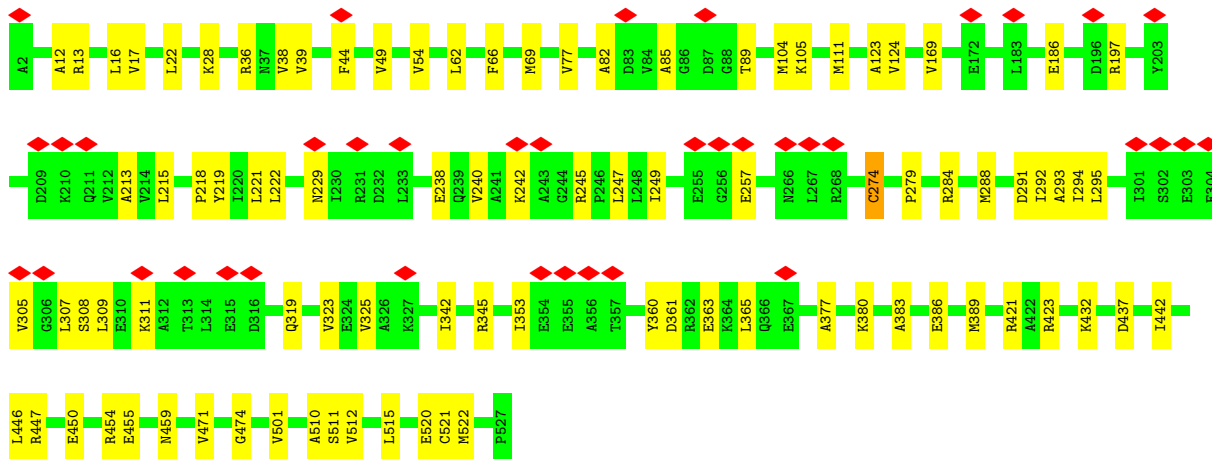 A2 A12 R13 L16 V17 L22 K28 R36 N37 V38 V39 F44 V49 V54 L62 F66 M69 V77 A82 D83 V84 A85 G86 D87 G88 T89 M104 K105 M111 A123 V124 V169 E172 L183 E186 D196 R197 Y203
D209 K210 Q211 V212 A213 V214 L215 P218 Y219 I220 L221 L222 N229 I230 R231 D232 L233 E238 Q239 V240 A241 K242 A243 G244 R245 P246 L247 L248 I249 E255 G256 E257 N266 L267 R268 C274 P279 R284 M288 D291 I292 A293 I294 L295 I301 S302 E303 E304
V305 G306 L307 S308 L309 E310 K311 A312 T313 L314 E315 D316 Q319 V323 E324 V325 A326 K327 I342 R345 I353 E354 E355 A356 T357 Y360 D361 R362 E363 K364 L365 Q366 E367 A377 K380 A383 E386 M389 R421 A422 R423 K432 D437 I442
L446 R447 E450 R454 E455 N459 V471 G474 V501 A510 S511 V512 L515 E520 C521 M522 P527